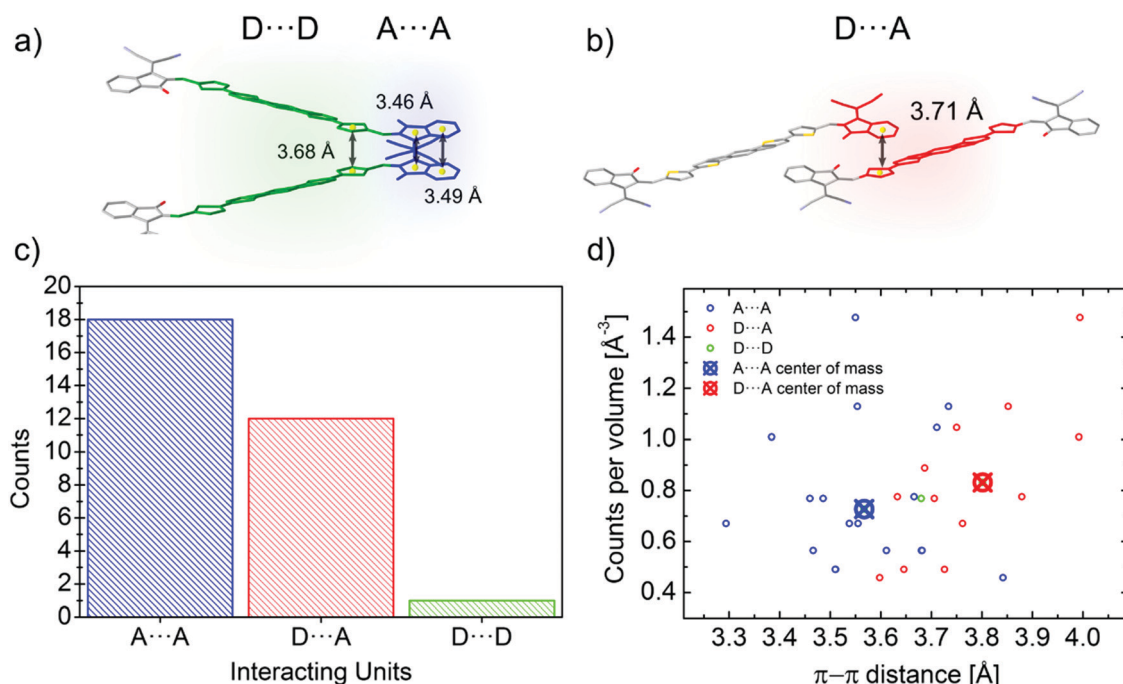 a)
D···D A···A
3.46 Å
3.68 Å
3.49 Å
b)
D···A
3.71 Å
c)
20
18
16
14
12
10
8
6
4
2
0
Counts
A···A D···A D···D
Interacting Units
d)
A···A
D···A
D···D
A···A center of mass
D···A center of mass
1.4
1.2
1.0
0.8
0.6
0.4
Counts per volume [Å⁻³]
3.3 3.4 3.5 3.6 3.7 3.8 3.9 4.0
π−π distance [Å]